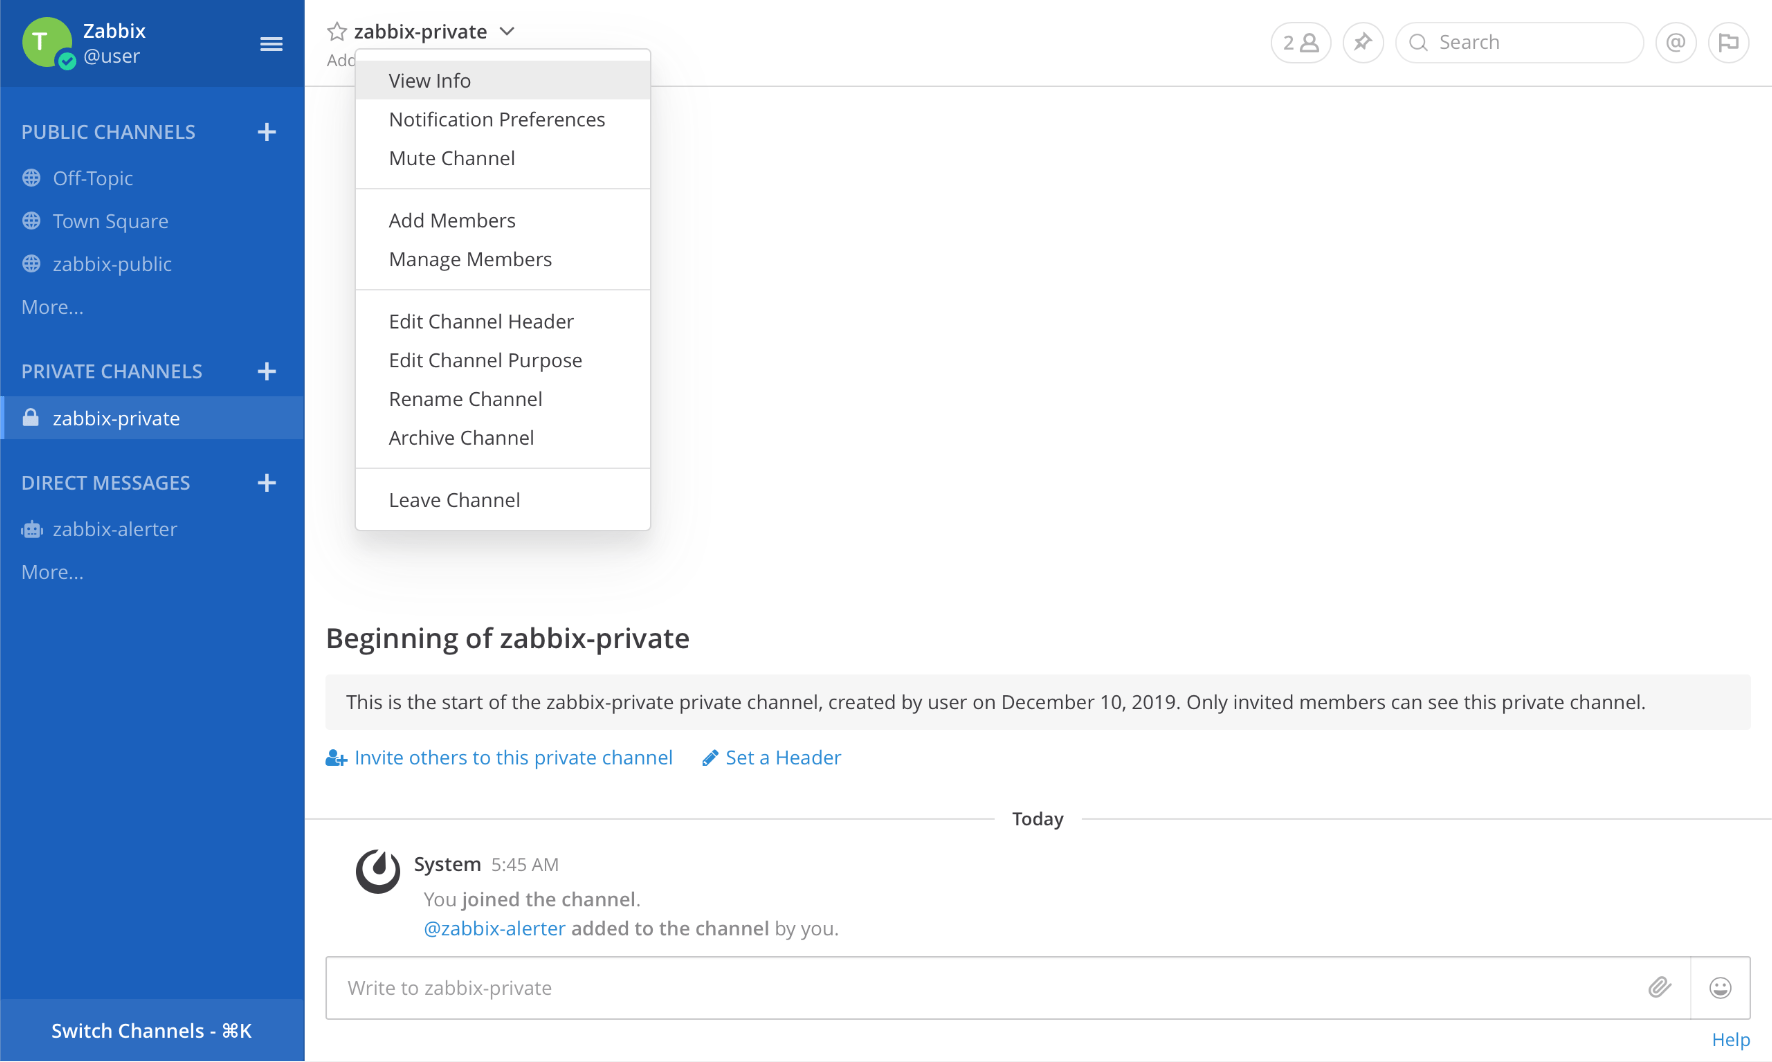 T
Zabbix
@user
PUBLIC CHANNELS
Off-Topic
Town Square
zabbix-public
More...
PRIVATE CHANNELS
zabbix-private
DIRECT MESSAGES
zabbix-alerter
More...
Switch Channels - ⌘K
zabbix-private
Add
View Info
Notification Preferences
Mute Channel
Add Members
Manage Members
Edit Channel Header
Edit Channel Purpose
Rename Channel
Archive Channel
Leave Channel
2
Search
@
Beginning of zabbix-private
This is the start of the zabbix-private private channel, created by user on December 10, 2019. Only invited members can see this private channel.
Invite others to this private channel Set a Header
Today
System 5:45 AM
You joined the channel.
@zabbix-alerter added to the channel by you.
Write to zabbix-private
Help